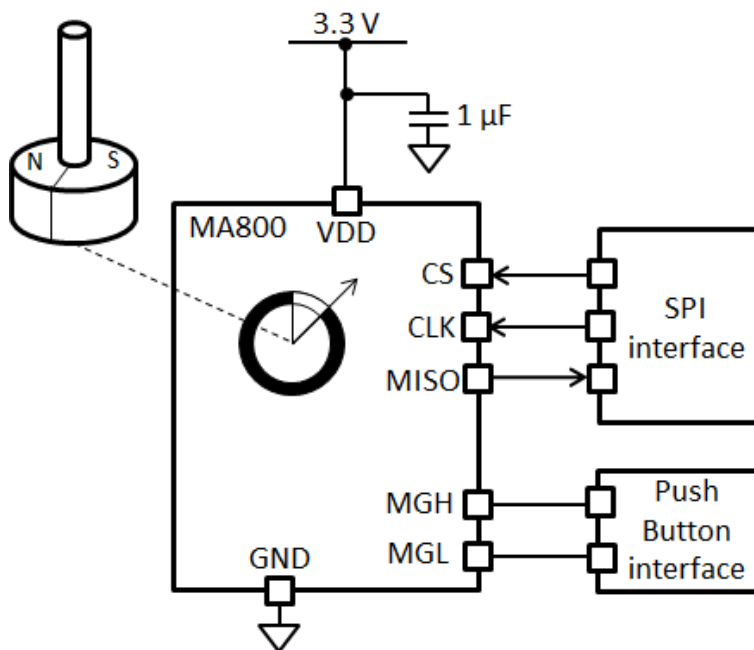 3.3 V
1 µF
N S
MA800
VDD
CS
CLK
MISO
SPI
interface
MGH
MGL
Push
Button
interface
GND